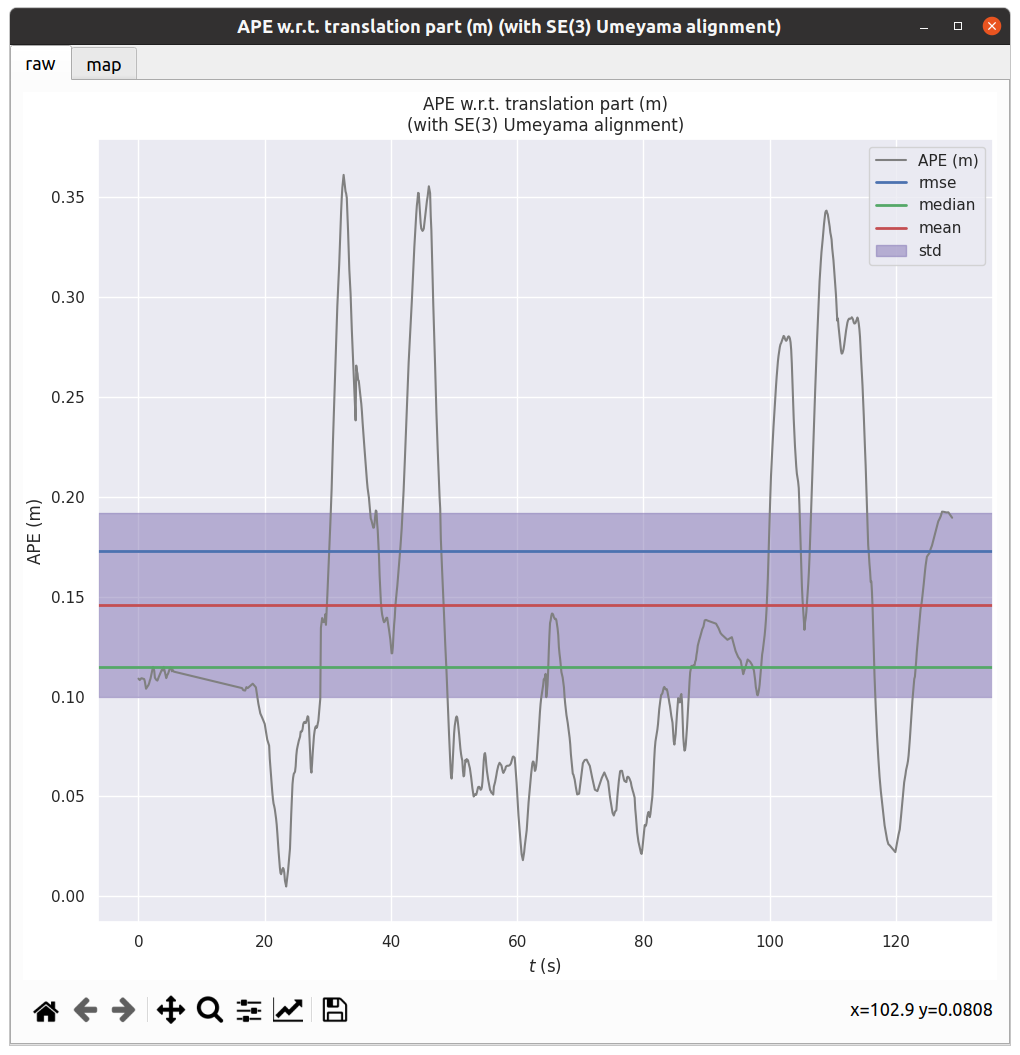 APE w.r.t. translation part (m) (with SE(3) Umeyama alignment)
raw
map
APE w.r.t. translation part (m)
(with SE(3) Umeyama alignment)
APE (m)
rmse
median
mean
std
0.35
0.30
0.25
0.20
0.15
0.10
0.05
0.00
APE (m)
0 20 40 60 80 100 120
t (s)
x=102.9 y=0.0808